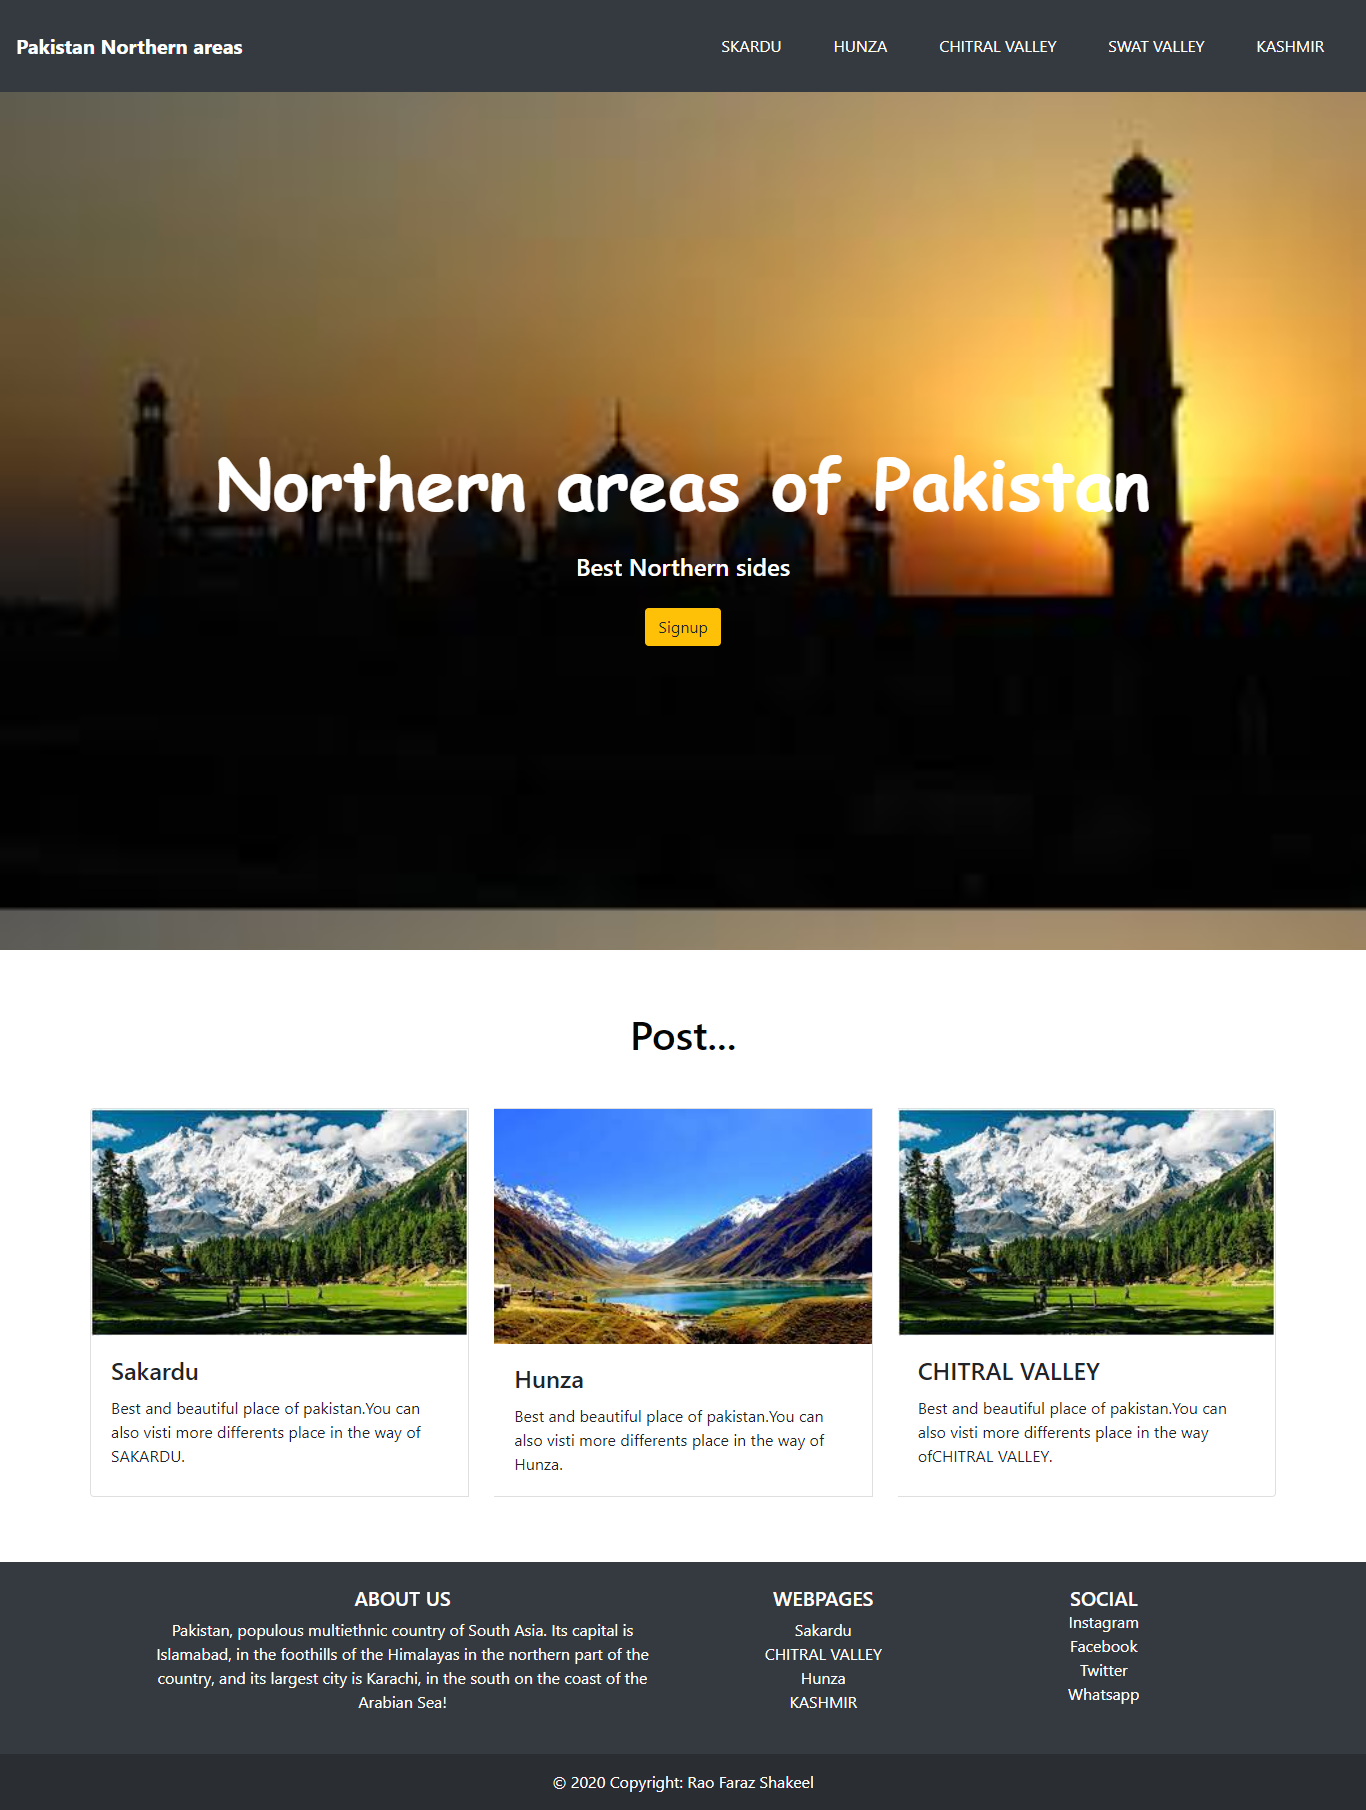 Pakistan Northern areas
SKARDU HUNZA CHITRAL VALLEY SWAT VALLEY KASHMIR
Northern areas of Pakistan
Best Northern sides
Signup
Post...
Sakardu
Best and beautiful place of pakistan.You can
also visti more differents place in the way of
SAKARDU.
Hunza
Best and beautiful place of pakistan.You can
also visti more differents place in the way of
Hunza.
CHITRAL VALLEY
Best and beautiful place of pakistan.You can
also visti more differents place in the way
ofCHITRAL VALLEY.
ABOUT US
Pakistan, populous multiethnic country of South Asia. Its capital is
Islamabad, in the foothills of the Himalayas in the northern part of the
country, and its largest city is Karachi, in the south on the coast of the
Arabian Sea!
WEBPAGES
Sakardu
CHITRAL VALLEY
Hunza
KASHMIR
SOCIAL
Instagram
Facebook
Twitter
Whatsapp
© 2020 Copyright: Rao Faraz Shakeel